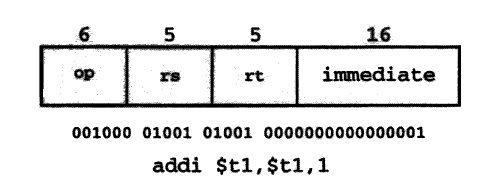 6 5 5 16
op rs rt immediate
001000 01001 01001 0000000000000001
addi $t1,$t1,1